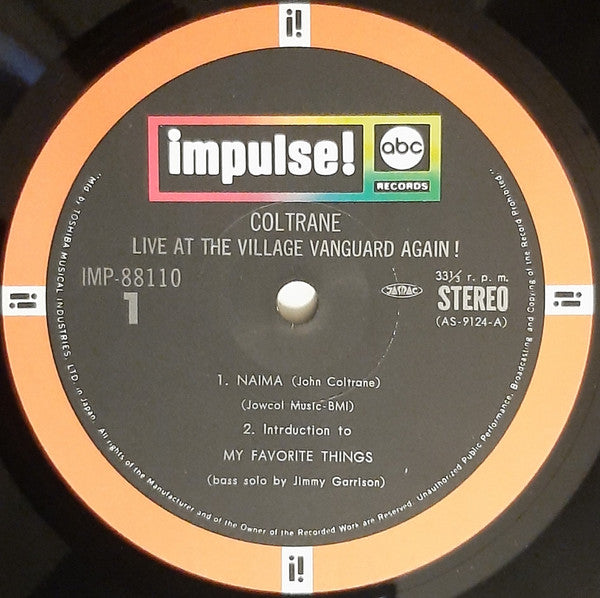 i!
impulse!
abc
RECORDS
COLTRANE
LIVE AT THE VILLAGE VANGUARD AGAIN!
IMP-88110
1
JASRAC
33⅓ r. p. m.
STEREO
(AS-9124-A)
i!
i!
1. NAIMA (John Coltrane)
(Jowcol Music-BMI)
2. Intrduction to
MY FAVORITE THINGS
(bass solo by Jimmy Garrison)
"Mfd by TOSHIBA MUSICAL INDUSTRIES, LTD. in Japan. All rights of the Manufacturer and of the Owner of the Recorded Work are Reserved. Unauthorized Public Performance, Broadcasting and Copying of the Record Prohibited"
i!